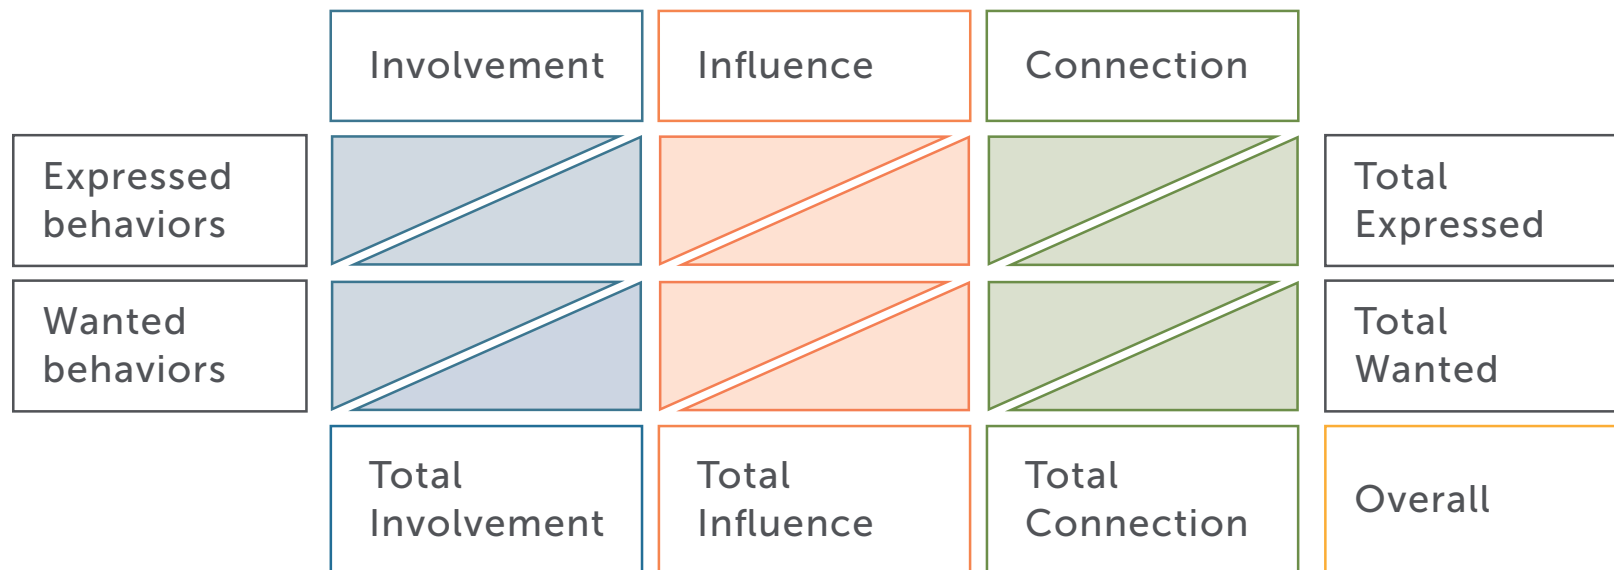 Involvement
Influence
Connection
Expressed
behaviors
Total
Expressed
Wanted
behaviors
Total
Wanted
Total
Involvement
Total
Influence
Total
Connection
Overall